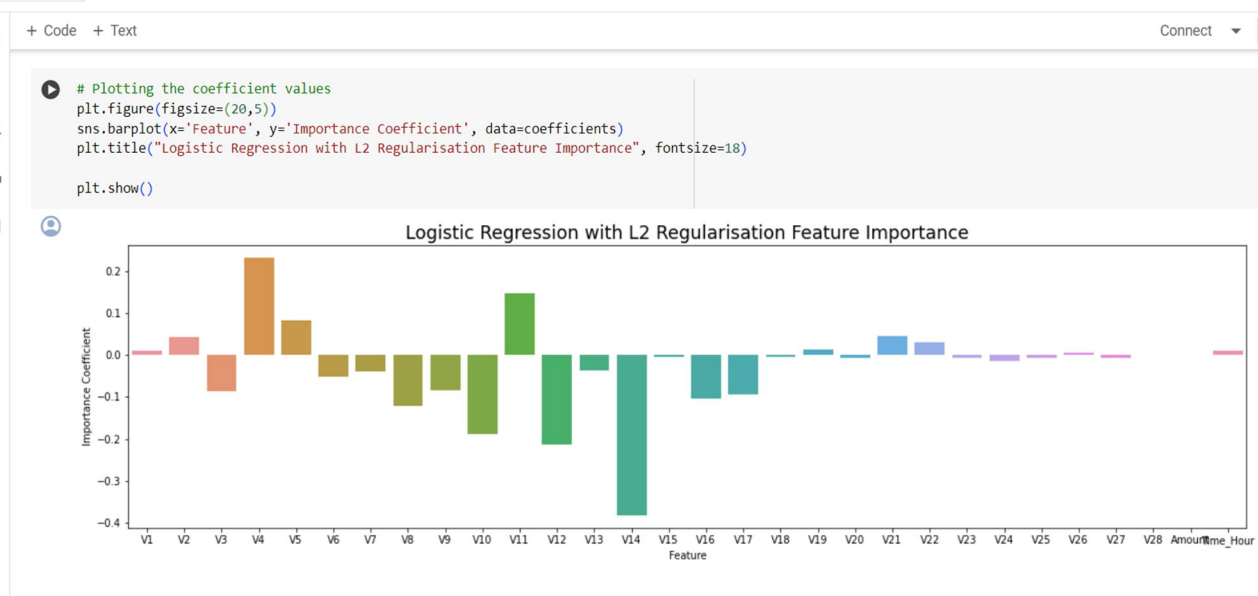 + Code + Text Connect
# Plotting the coefficient values
plt.figure(figsize=(20,5))
sns.barplot(x='Feature', y='Importance Coefficient', data=coefficients)
plt.title("Logistic Regression with L2 Regularisation Feature Importance", fontsize=18)
plt.show()
Logistic Regression with L2 Regularisation Feature Importance
Importance Coefficient
0.2
0.1
0.0
−0.1
−0.2
−0.3
−0.4
V1 V2 V3 V4 V5 V6 V7 V8 V9 V10 V11 V12 V13 V14 V15 V16 V17 V18 V19 V20 V21 V22 V23 V24 V25 V26 V27 V28 Amount Time_Hour
Feature